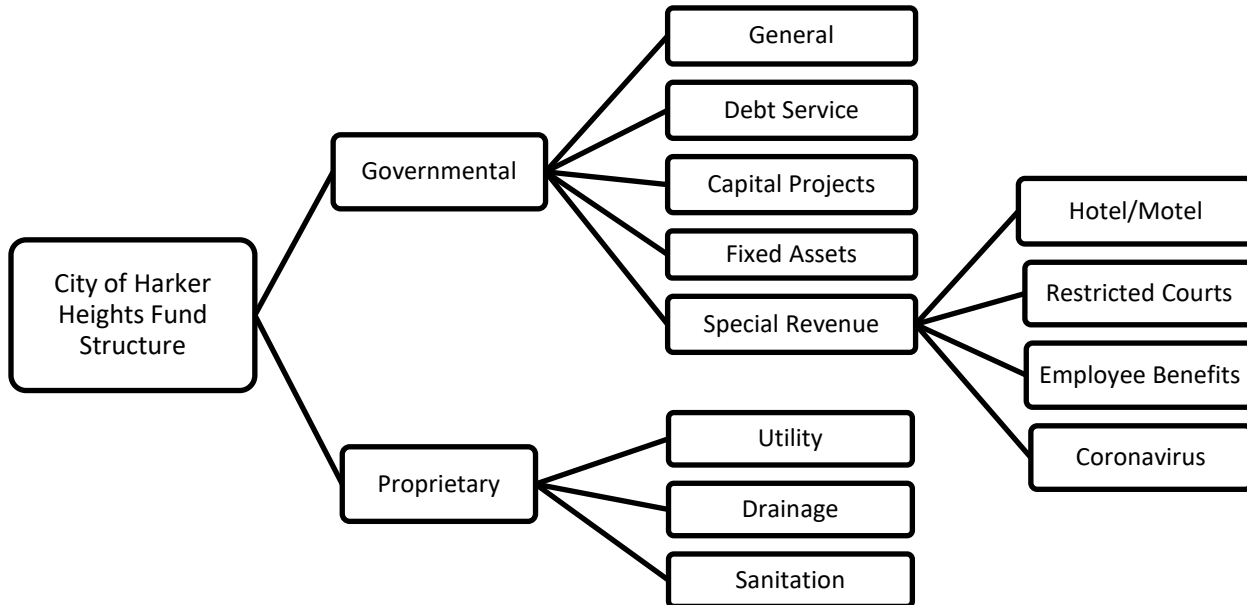 General
Debt Service
Governmental
Capital Projects
Hotel/Motel
Fixed Assets
City of Harker
Heights Fund
Structure
Restricted Courts
Special Revenue
Employee Benefits
Utility
Coronavirus
Proprietary
Drainage
Sanitation